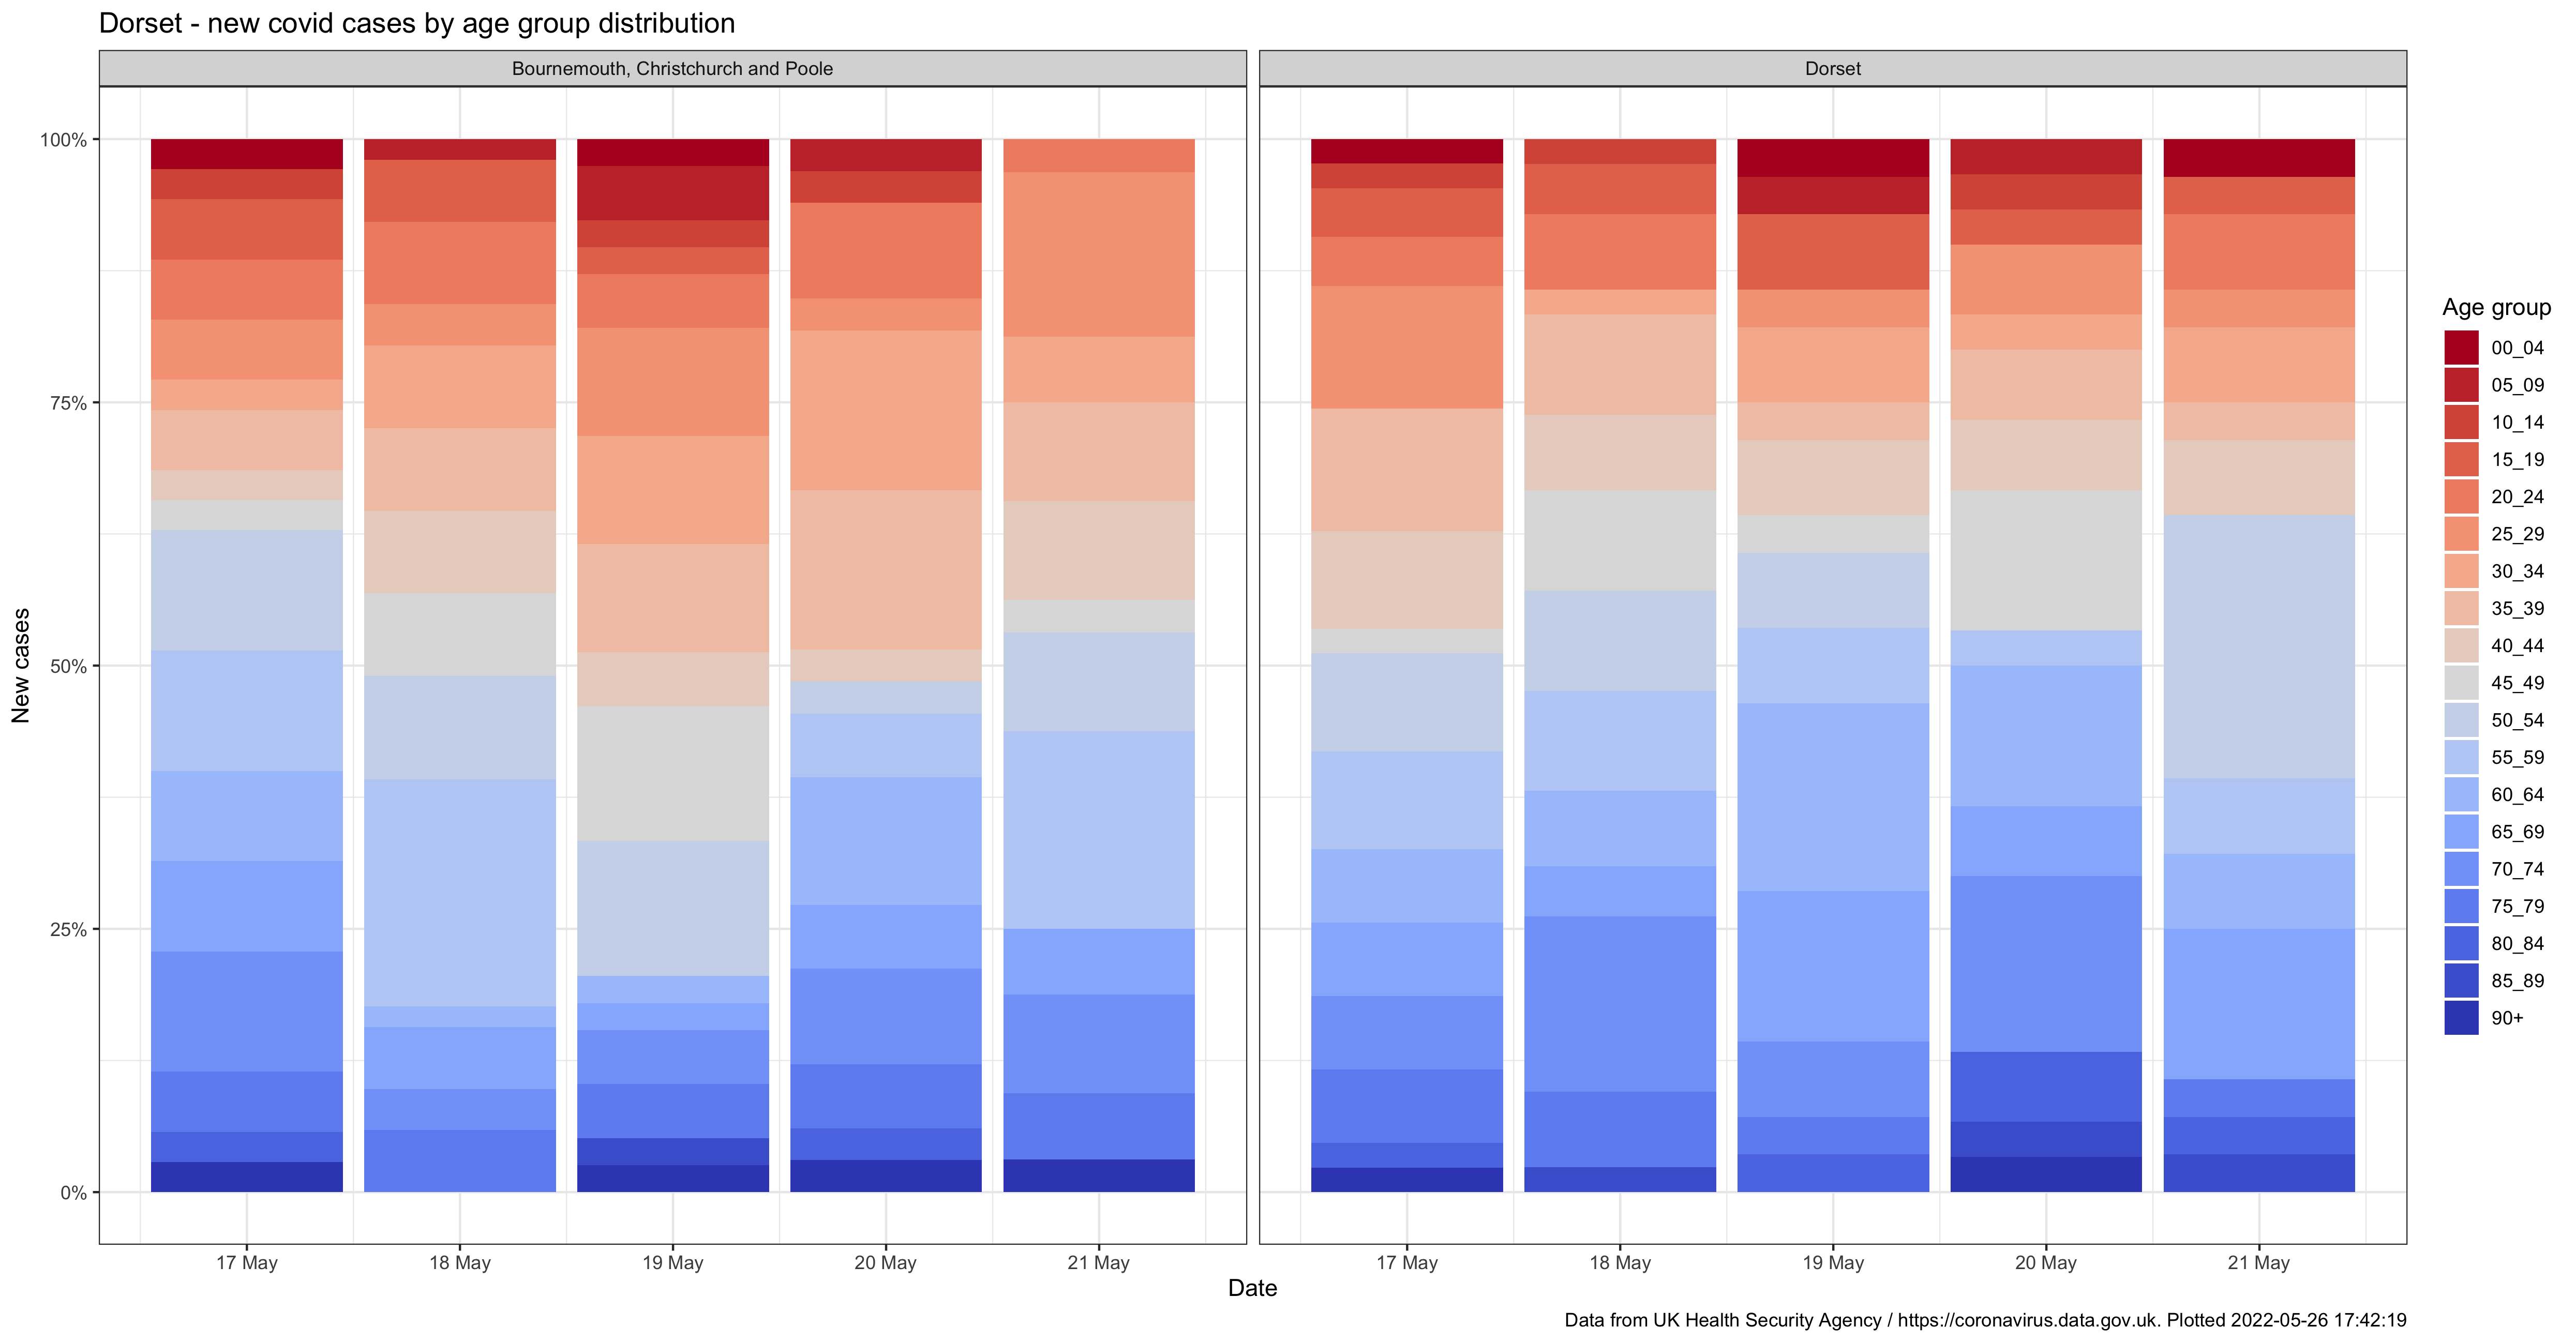 Dorset - new covid cases by age group distribution
Bournemouth, Christchurch and Poole
Dorset
100%
75%
50%
25%
0%
New cases
17 May
18 May
19 May
20 May
21 May
17 May
18 May
19 May
20 May
21 May
Date
Age group
00_04
05_09
10_14
15_19
20_24
25_29
30_34
35_39
40_44
45_49
50_54
55_59
60_64
65_69
70_74
75_79
80_84
85_89
90+
Data from UK Health Security Agency / https://coronavirus.data.gov.uk. Plotted 2022-05-26 17:42:19